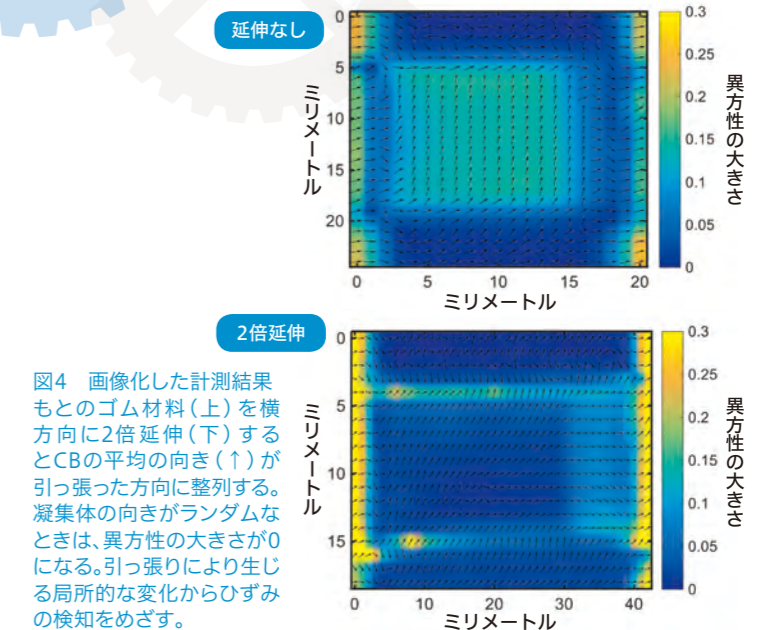 延伸なし
0
5
10
15
20
ミリメートル
0 5 10 15 20
ミリメートル
0.3
0.25
0.2
0.15
0.1
0.05
0
異方性の大きさ
2倍延伸
0
5
10
15
ミリメートル
0 10 20 30 40
ミリメートル
0.3
0.25
0.2
0.15
0.1
0.05
0
異方性の大きさ
図4 画像化した計測結果
もとのゴム材料(上)を横
方向に2倍延伸(下)する
とCBの平均の向き(↑)が
引っ張った方向に整列する。
凝集体の向きがランダムな
ときは、異方性の大きさが0
になる。引っ張りにより生じ
る局所的な変化からひずみ
の検知をめざす。